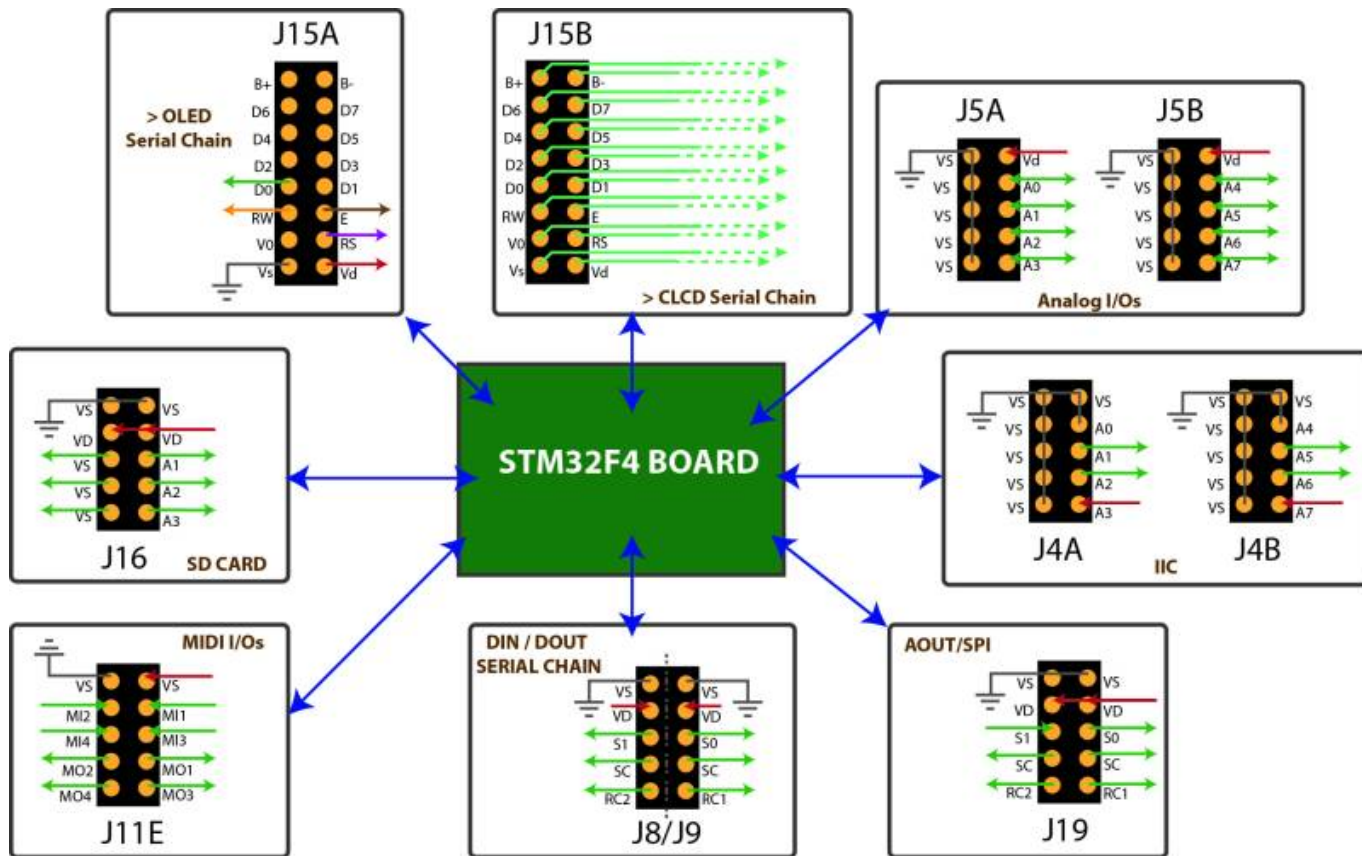 J15A
B+ B-
D6 D7
D4 D5
D2 D3
D0 D1
RW E
V0 RS
Vs Vd
> OLED
Serial Chain
J15B
B+ B-
D6 D7
D4 D5
D2 D3
D0 D1
RW E
V0 RS
Vs Vd
> CLCD Serial Chain
J5A J5B
VS Vd VS Vd
VS A0 VS A4
VS A1 VS A5
VS A2 VS A6
VS A3 VS A7
Analog I/Os
VS VS
VD VD
VS A1
VS A2
VS A3
J16
SD CARD
STM32F4 BOARD
VS VS VS VS
VS A0 VS A4
VS A1 VS A5
VS A2 VS A6
VS A3 VS A7
J4A J4B
IIC
MIDI I/Os
VS VS
MI2 MI1
MI4 MI3
MO2 MO1
MO4 MO3
J11E
DIN / DOUT
SERIAL CHAIN
VS VS
VD VD
S1 S0
SC SC
RC2 RC1
J8/J9
AOUT/SPI
VS VS
VD VD
S1 S0
SC SC
RC2 RC1
J19